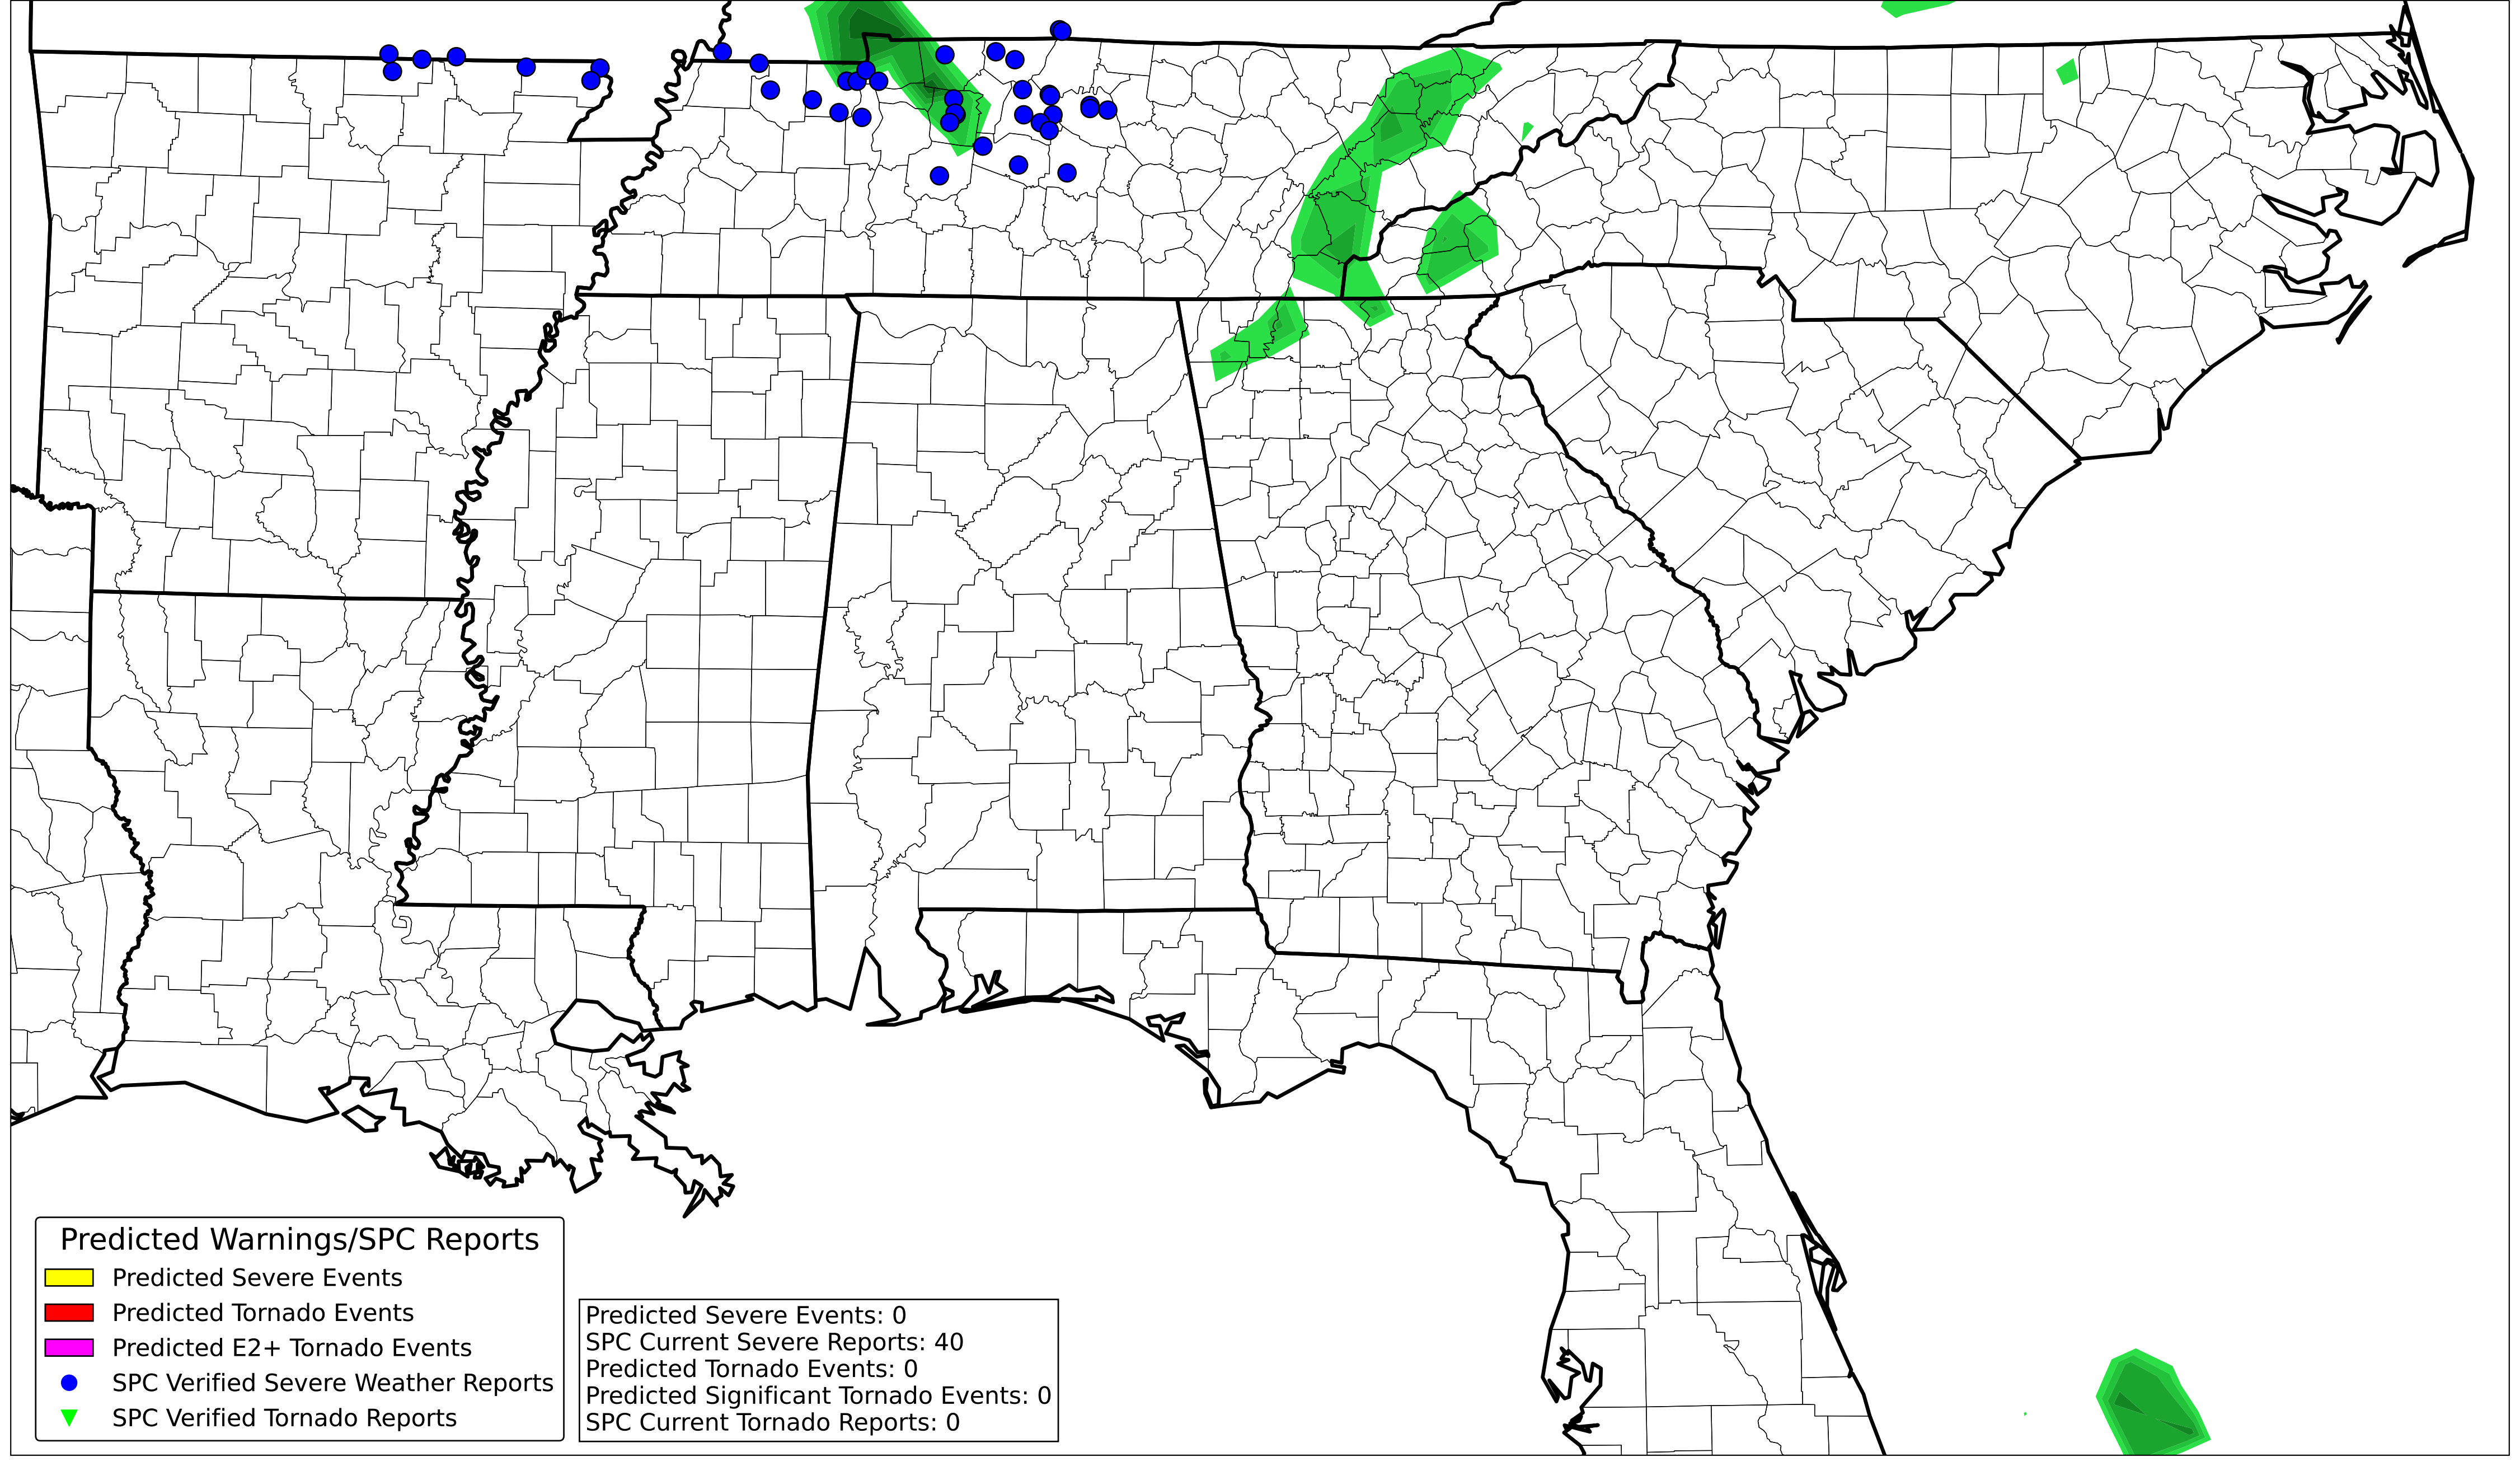 Predicted Warnings/SPC Reports
Predicted Severe Events
Predicted Tornado Events
Predicted E2+ Tornado Events
SPC Verified Severe Weather Reports
SPC Verified Tornado Reports
Predicted Severe Events: 0
SPC Current Severe Reports: 40
Predicted Tornado Events: 0
Predicted Significant Tornado Events: 0
SPC Current Tornado Reports: 0